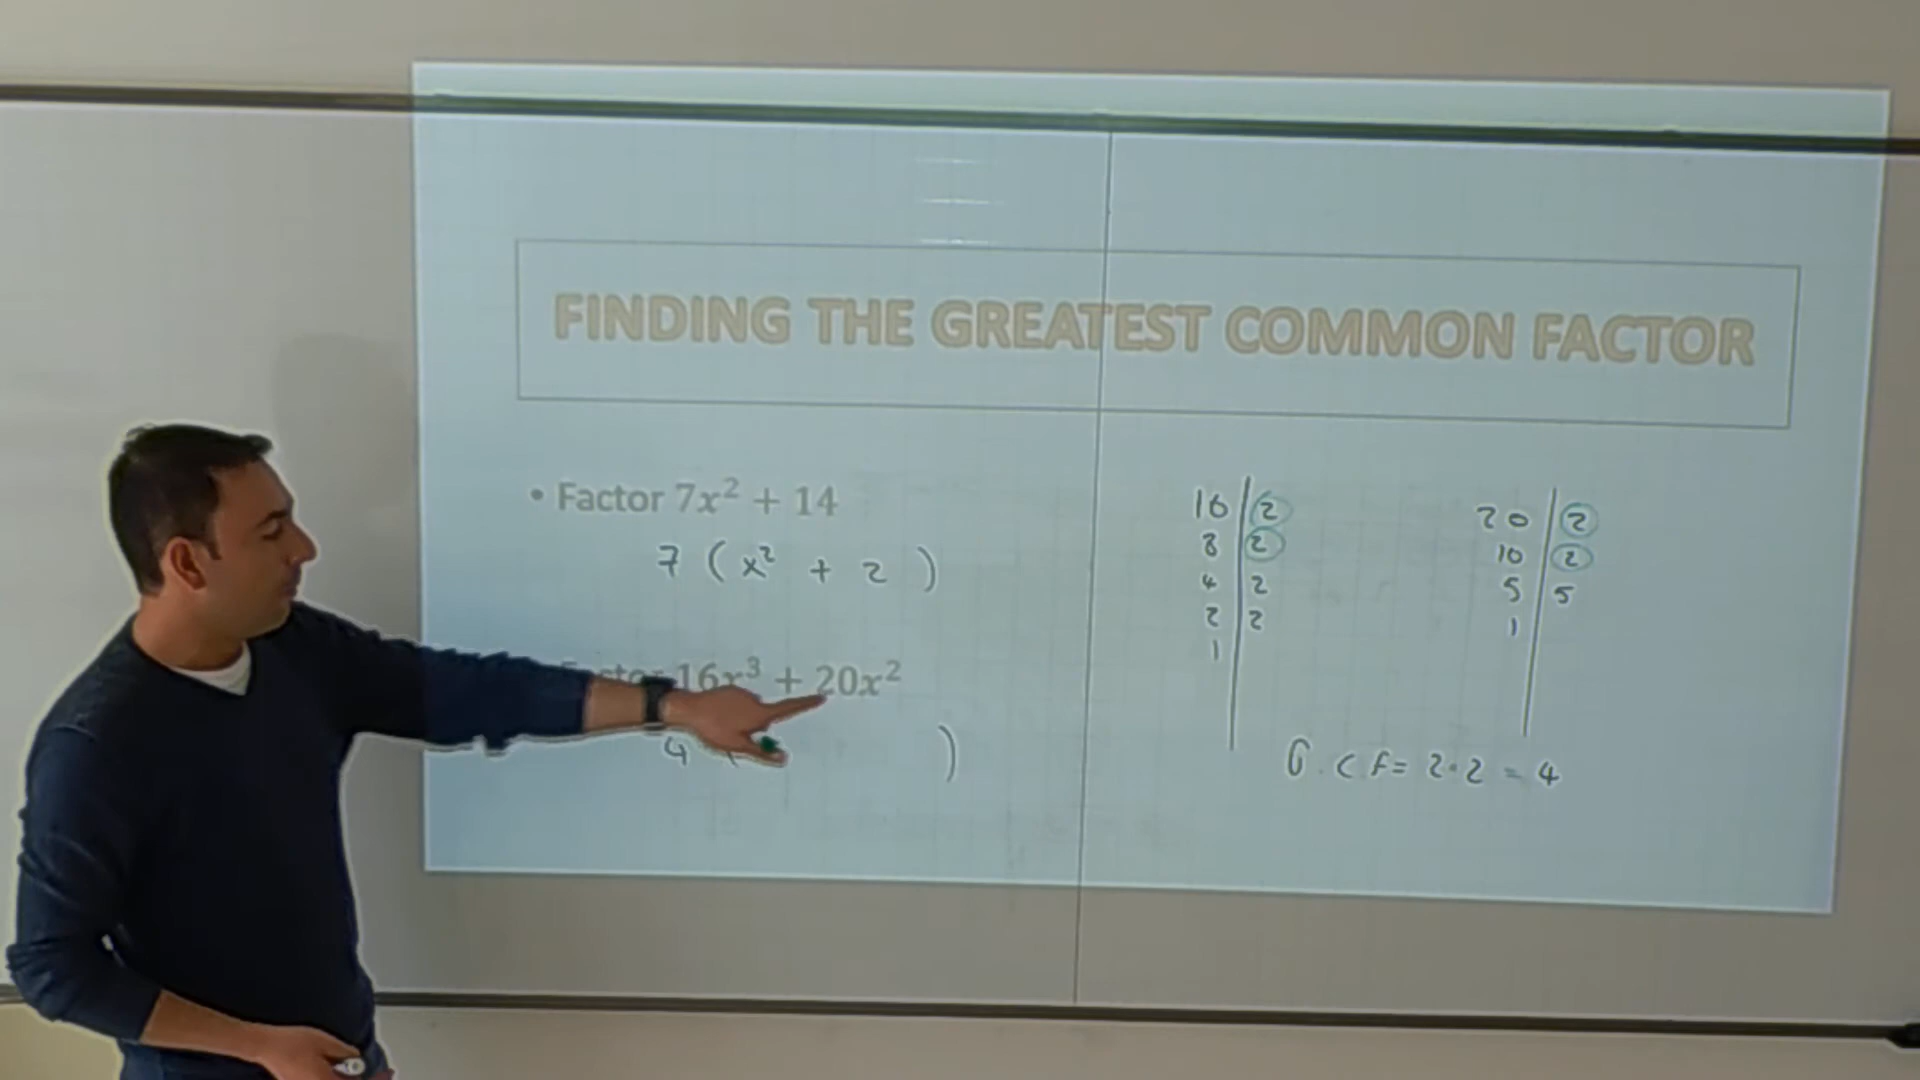 FINDING THE GREATEST COMMON FACTOR
• Factor 7x² + 14
7 ( x² + 2 )
16x³ + 20x²
4 ( )
16 | 2
8 | 2
4 | 2
2 | 2
1
20 | 2
10 | 2
5 | 5
1
G.C.F = 2·2 = 4